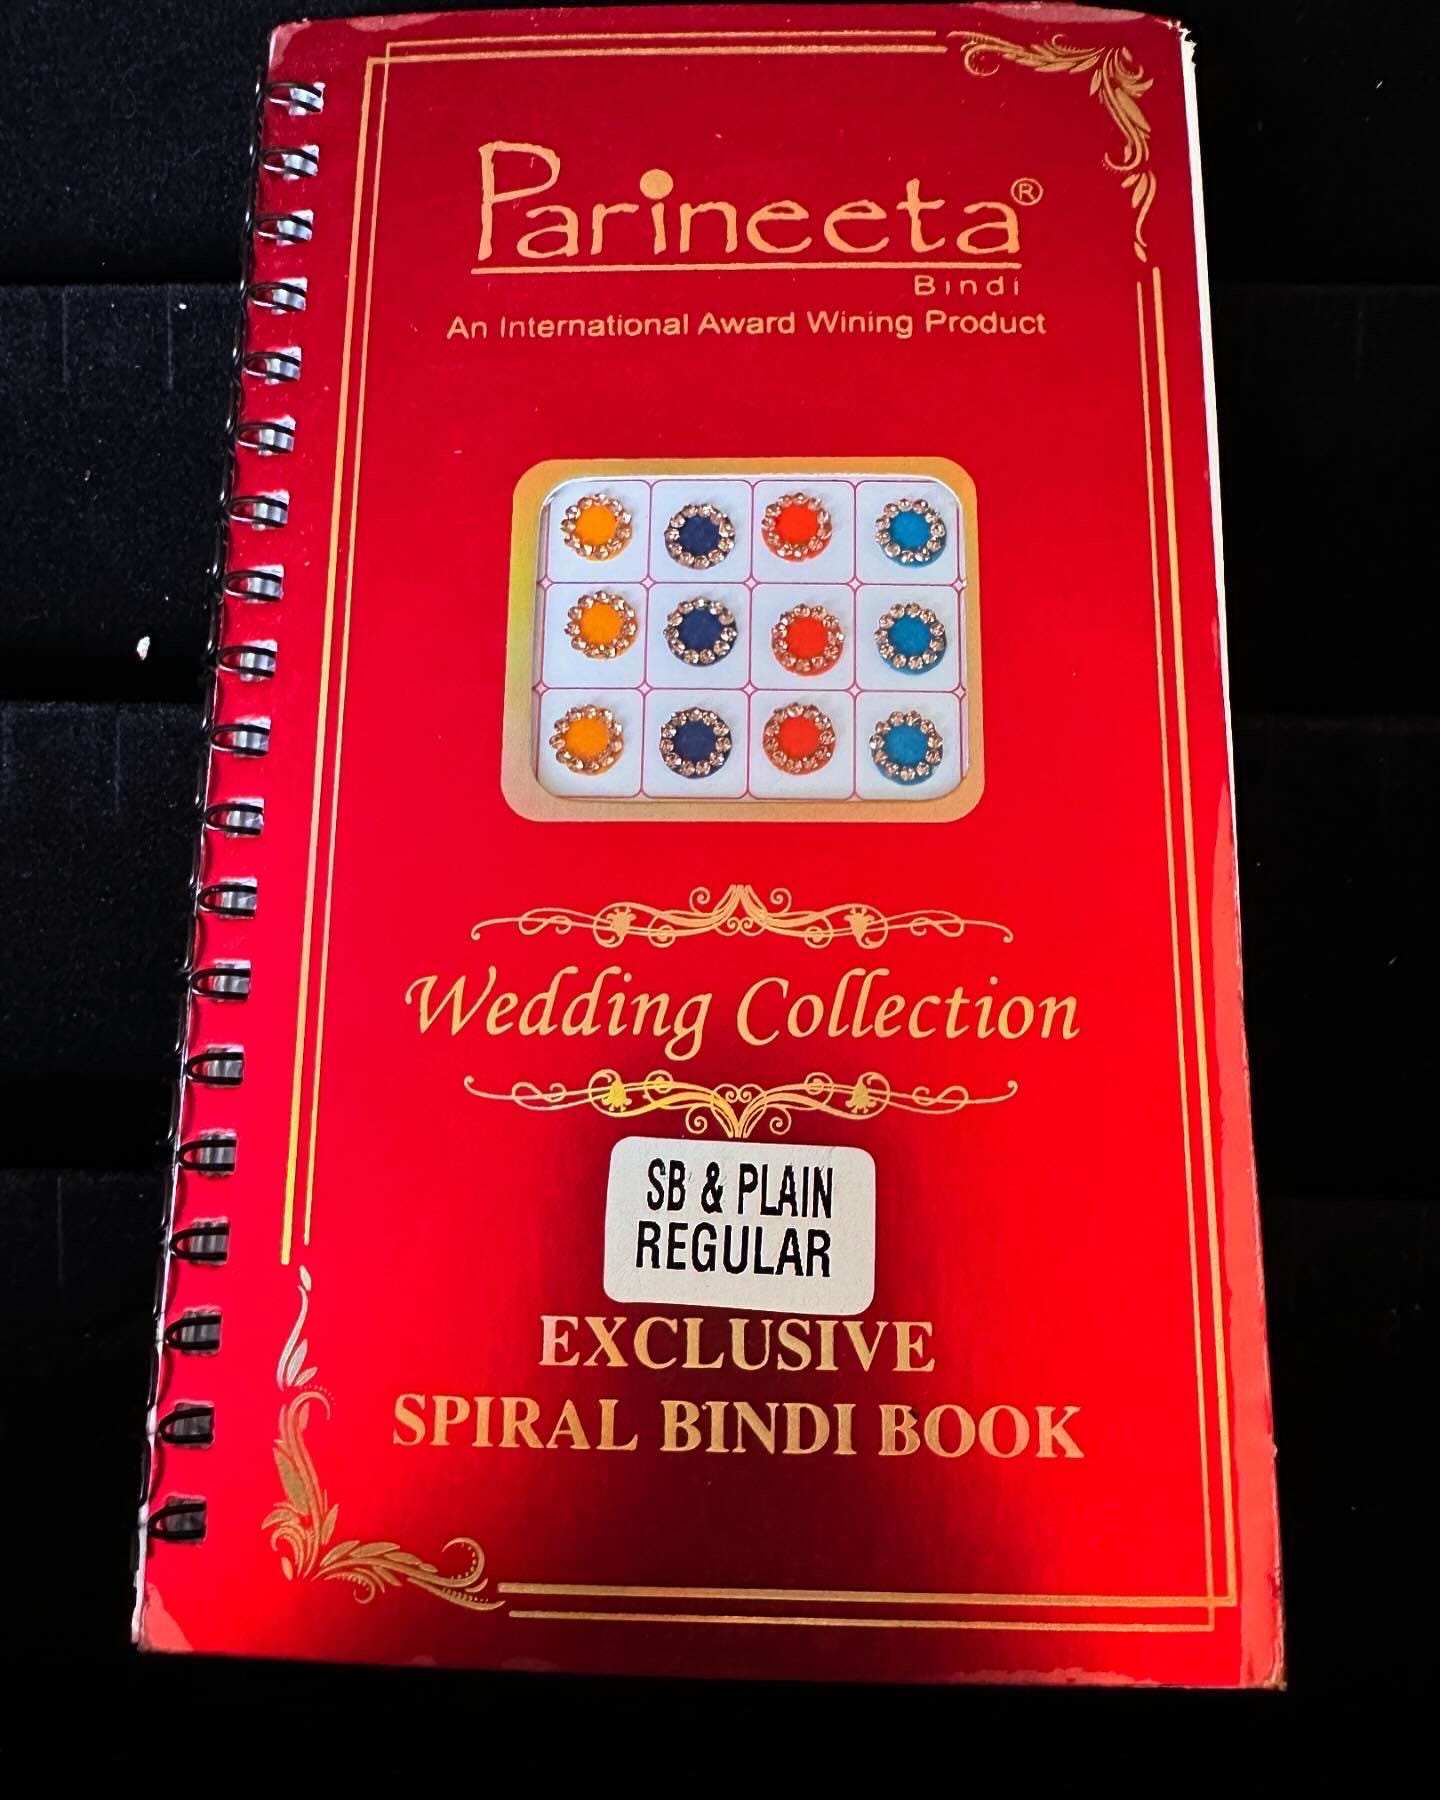 Parineeta®
Bindi
An International Award Wining Product
Wedding Collection
SB & PLAIN
REGULAR
EXCLUSIVE
SPIRAL BINDI BOOK